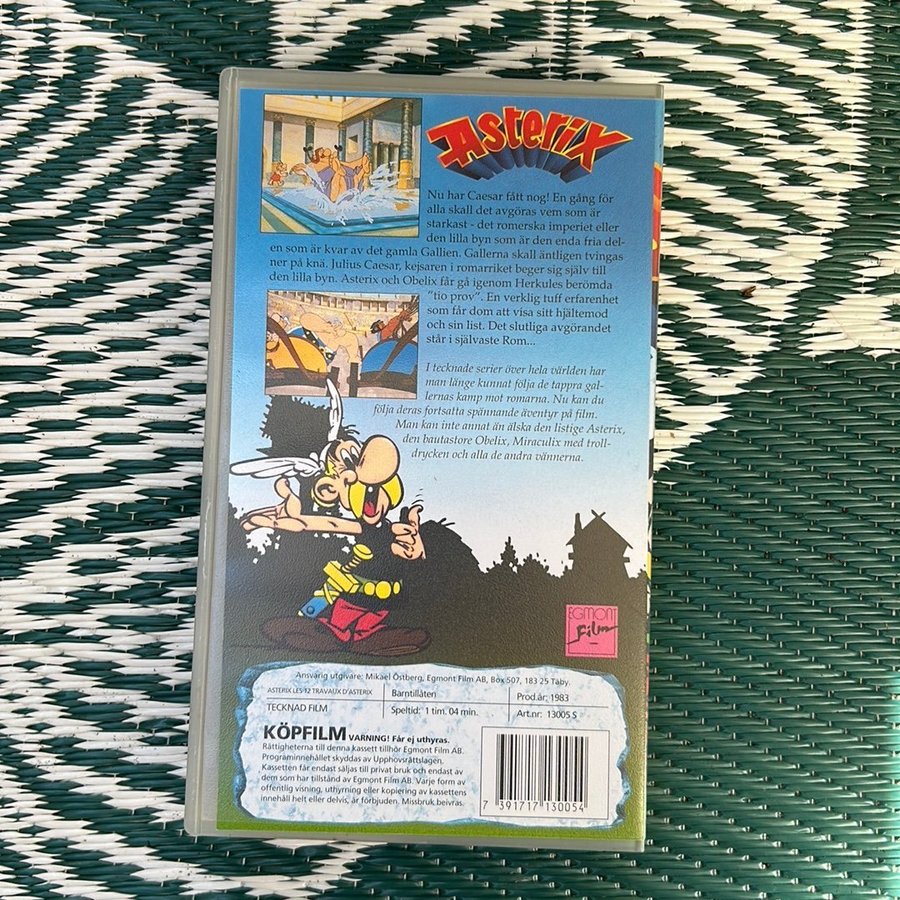 Asterix
Nu har Caesar fått nog! En gång för
alla skall det avgöras vem som är
starkast - det romerska imperiet eller
den lilla byn som är den enda fria del-
en som är kvar av det gamla Gallien. Gallerna skall äntligen tvingas
ner på knä. Julius Caesar, kejsaren i romarriket beger sig själv till
den lilla byn. Asterix och Obelix får gå igenom Herkules berömda
"tio prov". En verklig tuff erfarenhet
som får dom att visa sitt hjältemod
och sin list. Det slutliga avgörandet
står i självaste Rom...
I tecknade serier över hela världen har
man länge kunnat följa de tappra gal-
lernas kamp mot romarna. Nu kan du
följa deras fortsatta spännande äventyr på film.
Man kan inte annat än älska den listige Asterix,
den bautastore Obelix, Miraculix med troll-
drycken och alla de andra vännerna.
EGMONT
Film
Ansvarig utgivare: Mikael Östberg, Egmont Film AB, Box 507, 183 25 Täby.
ASTERIX LES 12 TRAVAUX D'ASTERIX Barntillåten Prod.år: 1983
TECKNAD FILM Speltid: 1 tim. 04 min. Art.nr: 13005 S
KÖPFILM VARNING! Får ej uthyras.
Rättigheterna till denna kassett tillhör Egmont Film AB.
Programinnehållet skyddas av Upphovsrättslagen.
Kassetten får endast säljas till privat bruk och endast av
dem som har tillstånd av Egmont Film AB. Varje form av
offentlig visning, uthyrning eller kopiering av kassettens
innehåll helt eller delvis, är förbjuden. Missbruk beivras.
7 391717 130054